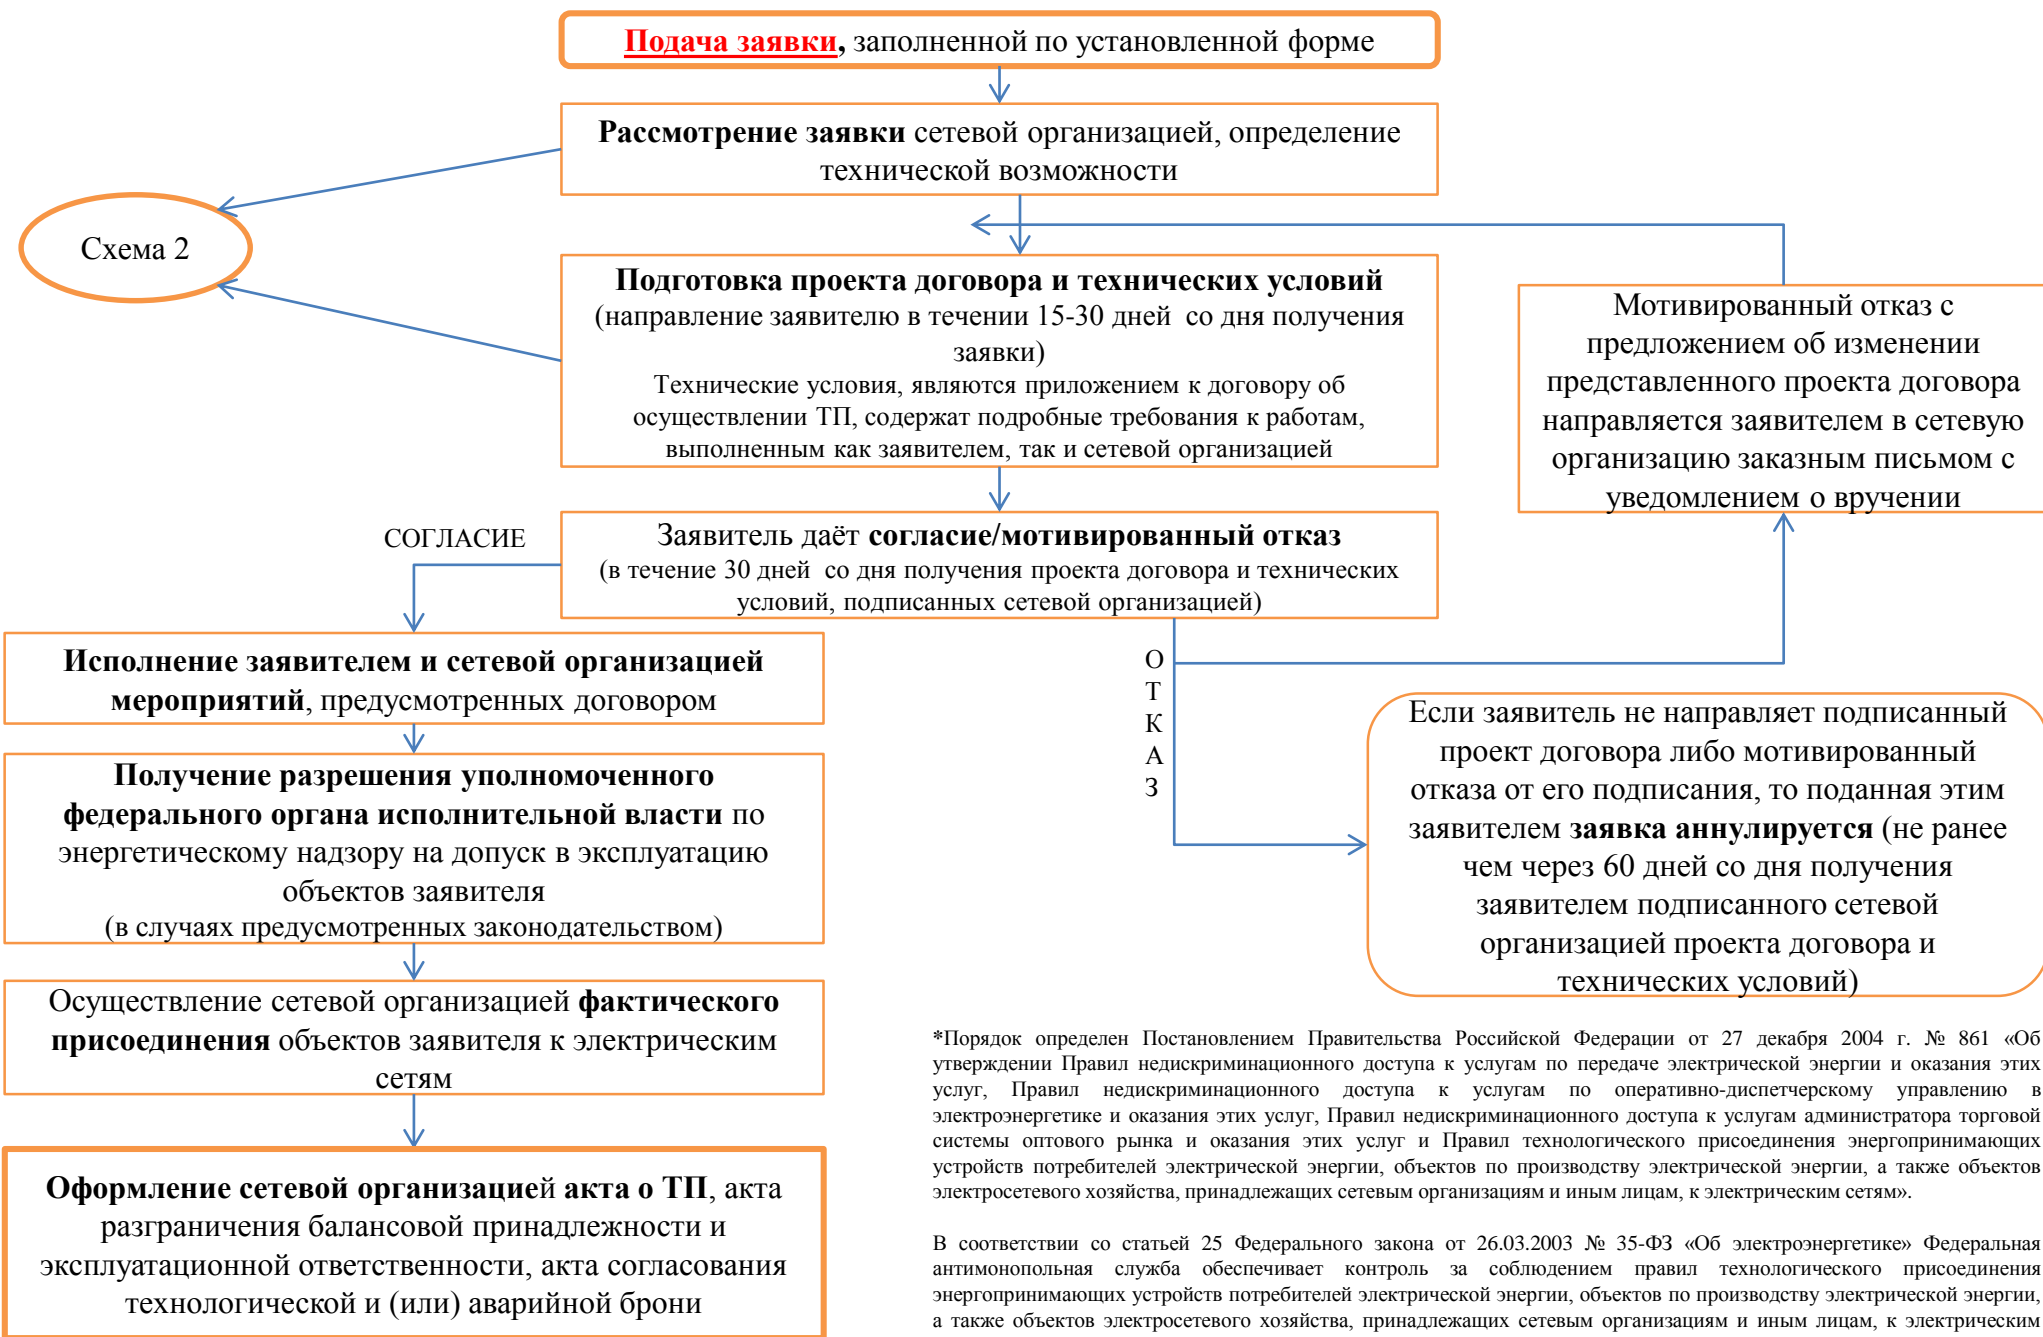 Подача заявки, заполненной по установленной форме
Рассмотрение заявки сетевой организацией, определение
технической возможности
Схема 2
Подготовка проекта договора и технических условий
(направление заявителю в течении 15-30 дней со дня получения
заявки)
Технические условия, являются приложением к договору об
осуществлении ТП, содержат подробные требования к работам,
выполненным как заявителем, так и сетевой организацией
Мотивированный отказ с
предложением об изменении
представленного проекта договора
направляется заявителем в сетевую
организацию заказным письмом с
уведомлением о вручении
СОГЛАСИЕ
Заявитель даёт согласие/мотивированный отказ
(в течение 30 дней со дня получения проекта договора и технических
условий, подписанных сетевой организацией)
О
Т
К
А
З
Исполнение заявителем и сетевой организацией
мероприятий, предусмотренных договором
Получение разрешения уполномоченного
федерального органа исполнительной власти по
энергетическому надзору на допуск в эксплуатацию
объектов заявителя
(в случаях предусмотренных законодательством)
Осуществление сетевой организацией фактического
присоединения объектов заявителя к электрическим
сетям
Оформление сетевой организацией акта о ТП, акта
разграничения балансовой принадлежности и
эксплуатационной ответственности, акта согласования
технологической и (или) аварийной брони
Если заявитель не направляет подписанный
проект договора либо мотивированный
отказа от его подписания, то поданная этим
заявителем заявка аннулируется (не ранее
чем через 60 дней со дня получения
заявителем подписанного сетевой
организацией проекта договора и
технических условий)
*Порядок определен Постановлением Правительства Российской Федерации от 27 декабря 2004 г. № 861 «Об
утверждении Правил недискриминационного доступа к услугам по передаче электрической энергии и оказания этих
услуг, Правил недискриминационного доступа к услугам по оперативно-диспетчерскому управлению в
электроэнергетике и оказания этих услуг, Правил недискриминационного доступа к услугам администратора торговой
системы оптового рынка и оказания этих услуг и Правил технологического присоединения энергопринимающих
устройств потребителей электрической энергии, объектов по производству электрической энергии, а также объектов
электросетевого хозяйства, принадлежащих сетевым организациям и иным лицам, к электрическим сетям».
В соответствии со статьей 25 Федерального закона от 26.03.2003 № 35-ФЗ «Об электроэнергетике» Федеральная
антимонопольная служба обеспечивает контроль за соблюдением правил технологического присоединения
энергопринимающих устройств потребителей электрической энергии, объектов по производству электрической энергии,
а также объектов электросетевого хозяйства, принадлежащих сетевым организациям и иным лицам, к электрическим